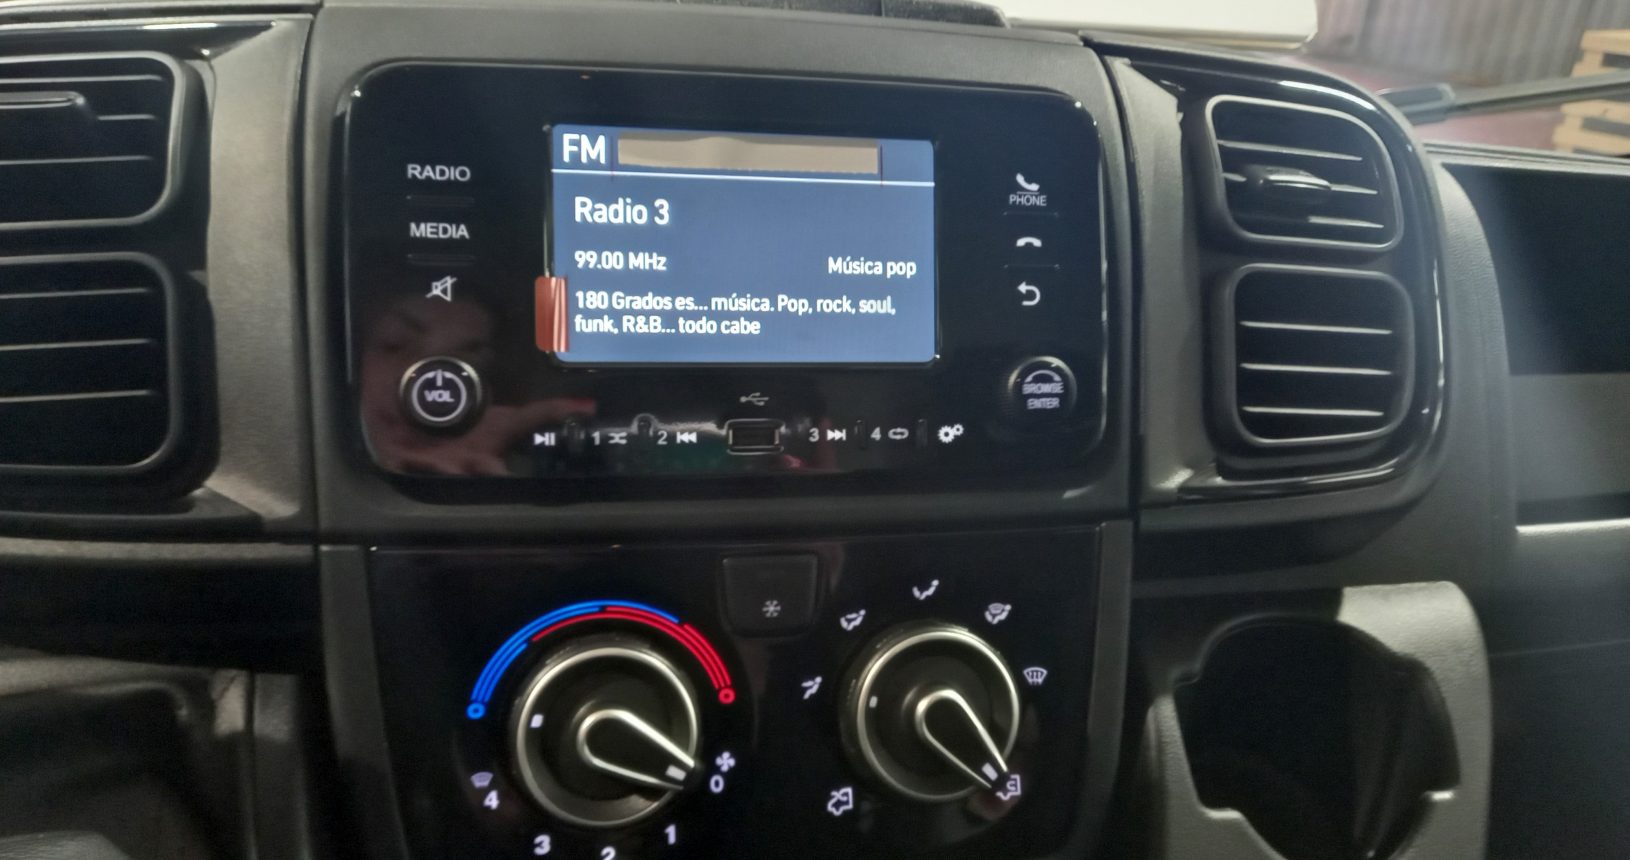 FM
RADIO
Radio 3
PHONE
MEDIA
99.00 MHz
Música pop
180 Grados es... música. Pop, rock, soul,
funk, R&B... todo cabe
VOL
BROWSE
ENTER
1
2
3
4
0
4
3
2
1